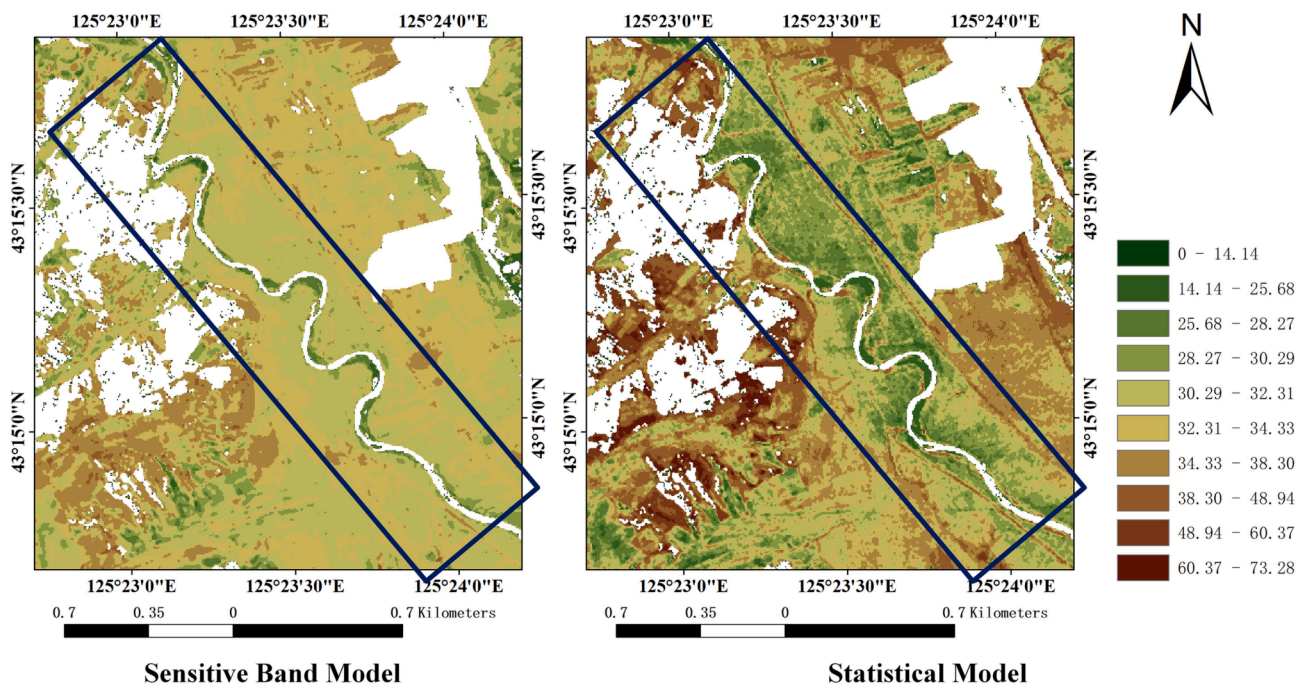 125°23'0"E 125°23'30"E 125°24'0"E
125°23'0"E 125°23'30"E 125°24'0"E
N
43°15'30"N
43°15'0"N
43°15'30"N
43°15'0"N
43°15'30"N
43°15'0"N
43°15'30"N
43°15'0"N
0 - 14.14
14.14 - 25.68
25.68 - 28.27
28.27 - 30.29
30.29 - 32.31
32.31 - 34.33
34.33 - 38.30
38.30 - 48.94
48.94 - 60.37
60.37 - 73.28
125°23'0"E 125°23'30"E 125°24'0"E
125°23'0"E 125°23'30"E 125°24'0"E
0.7 0.35 0 0.7 Kilometers
0.7 0.35 0 0.7 Kilometers
Sensitive Band Model
Statistical Model